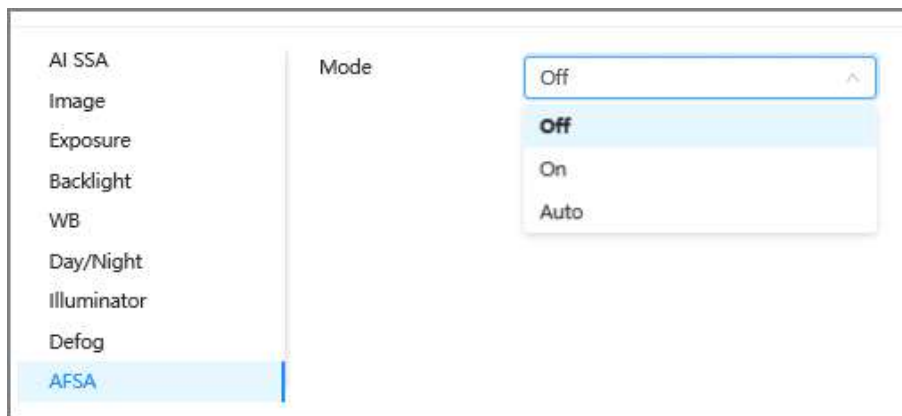 AI SSA
Image
Exposure
Backlight
WB
Day/Night
Illuminator
Defog
AFSA
Mode
Off
Off
On
Auto